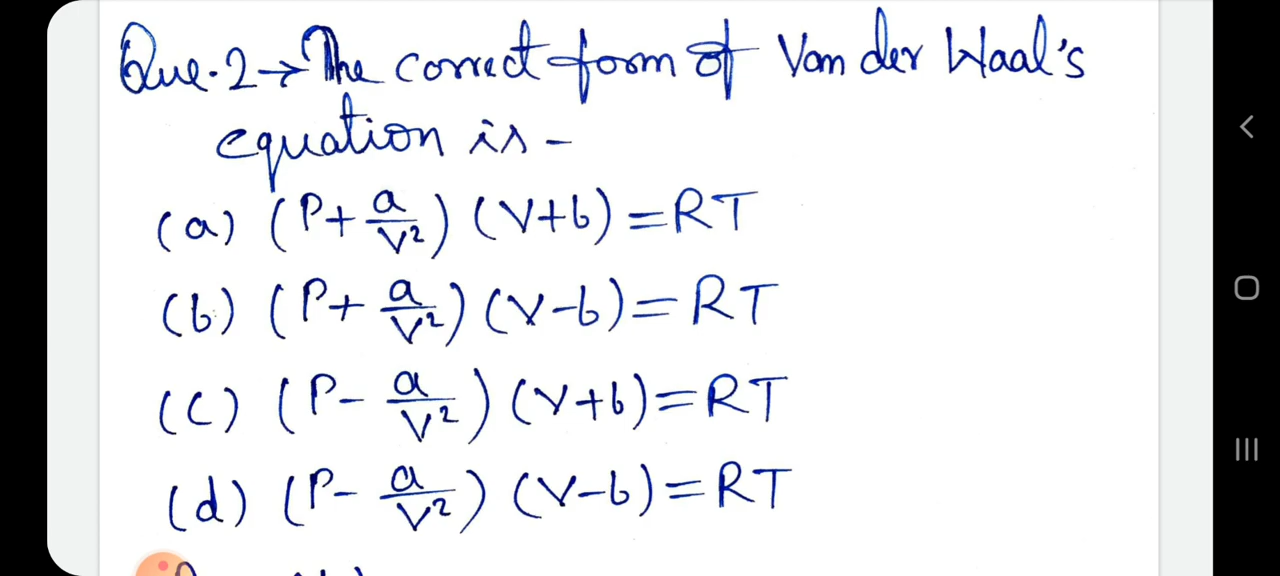 Que.2→ The correct form of Van der Waal's
equation is -
(a) (P + a/V²) (V+b) = RT
(b) (P + a/V²) (V-b) = RT
(c) (P - a/V²) (V+b) = RT
(d) (P - a/V²) (V-b) = RT